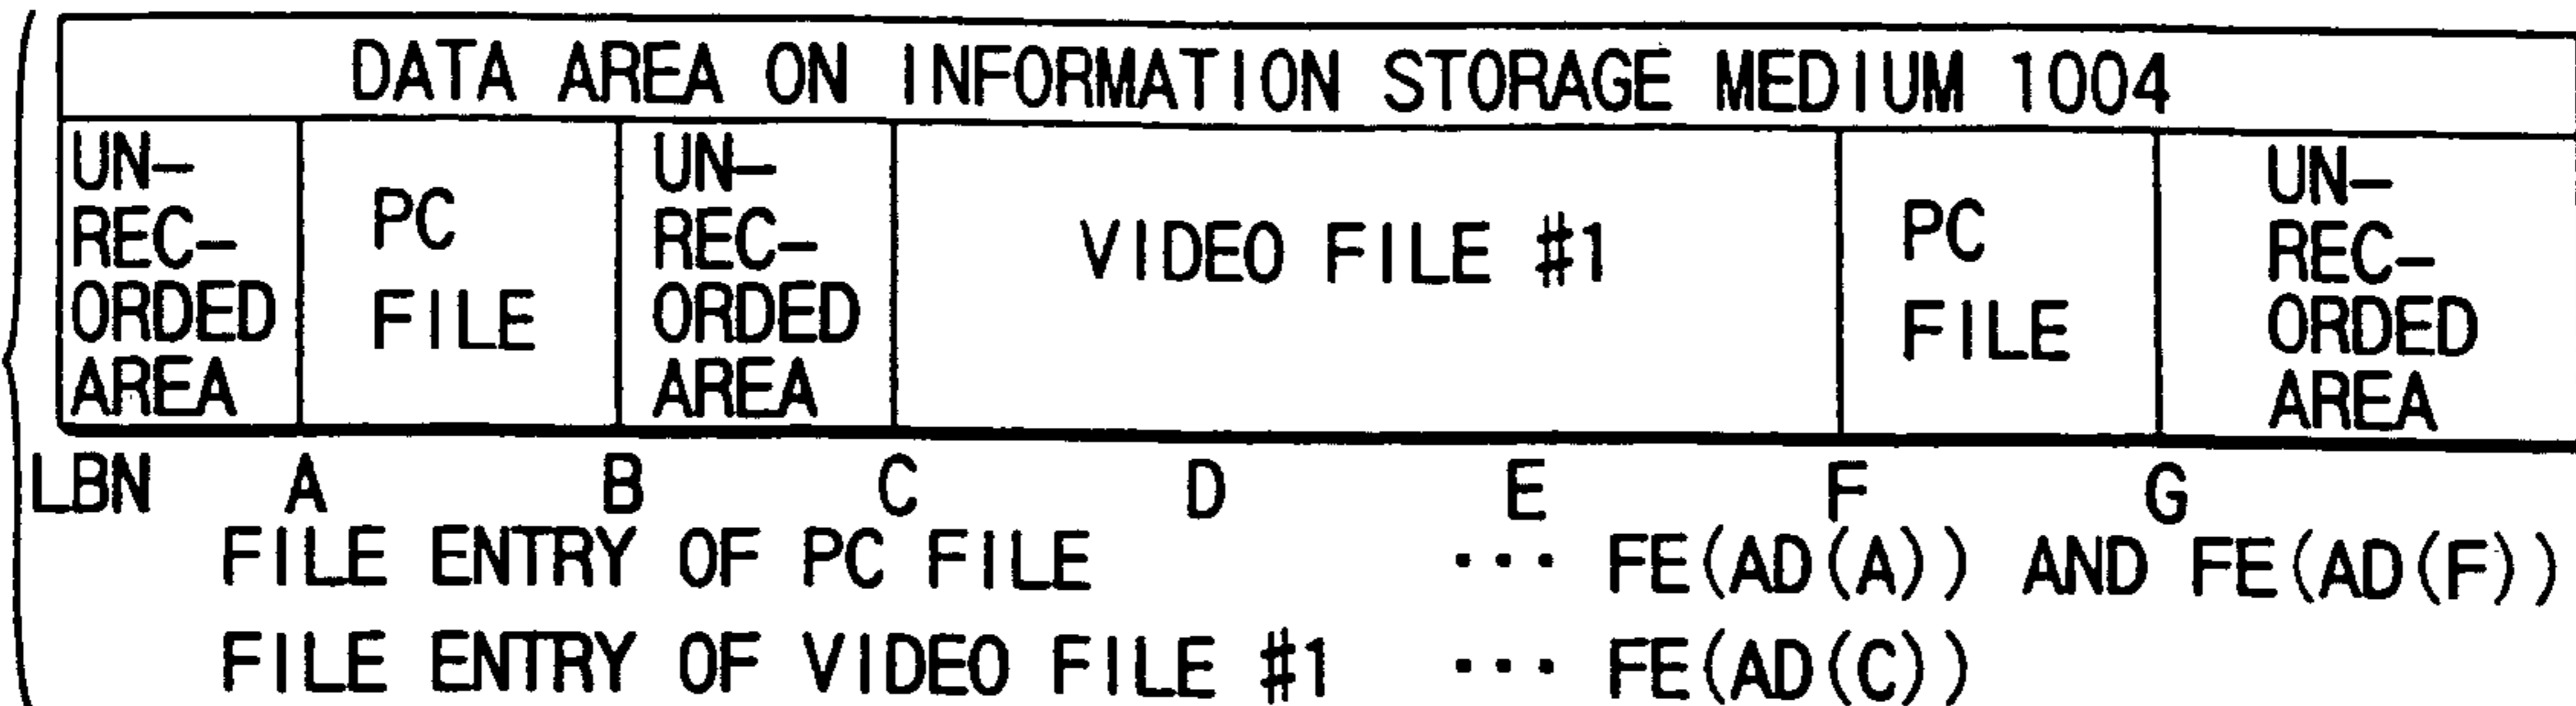 DATA AREA ON INFORMATION STORAGE MEDIUM 1004
UN-
REC-
ORDED
AREA
PC
FILE
UN-
REC-
ORDED
AREA
VIDEO FILE #1
PC
FILE
UN-
REC-
ORDED
AREA
LBN A B C D E F G
FILE ENTRY OF PC FILE ··· FE(AD(A)) AND FE(AD(F))
FILE ENTRY OF VIDEO FILE #1 ··· FE(AD(C))